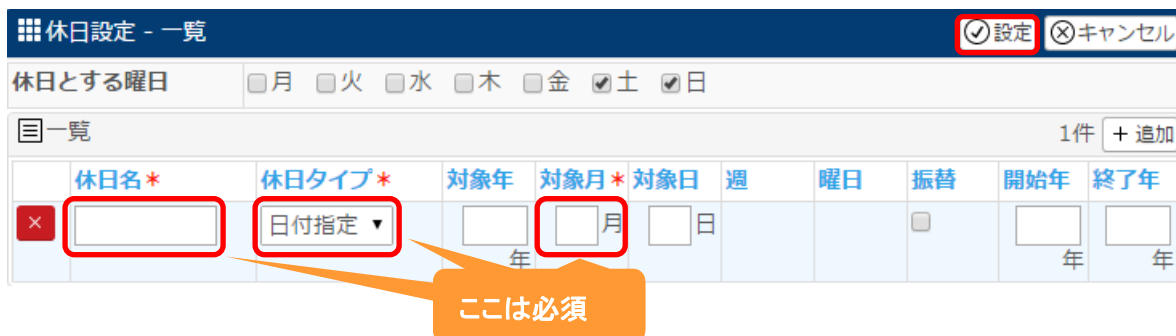 休日設定 - 一覧 設定 キャンセル
休日とする曜日 月 火 水 木 金 土 日
一覧 1件 + 追加
休日名* 休日タイプ* 対象年 対象月* 対象日 週 曜日 振替 開始年 終了年
× 日付指定 ▼ 年 月 日 年 年
ここは必須